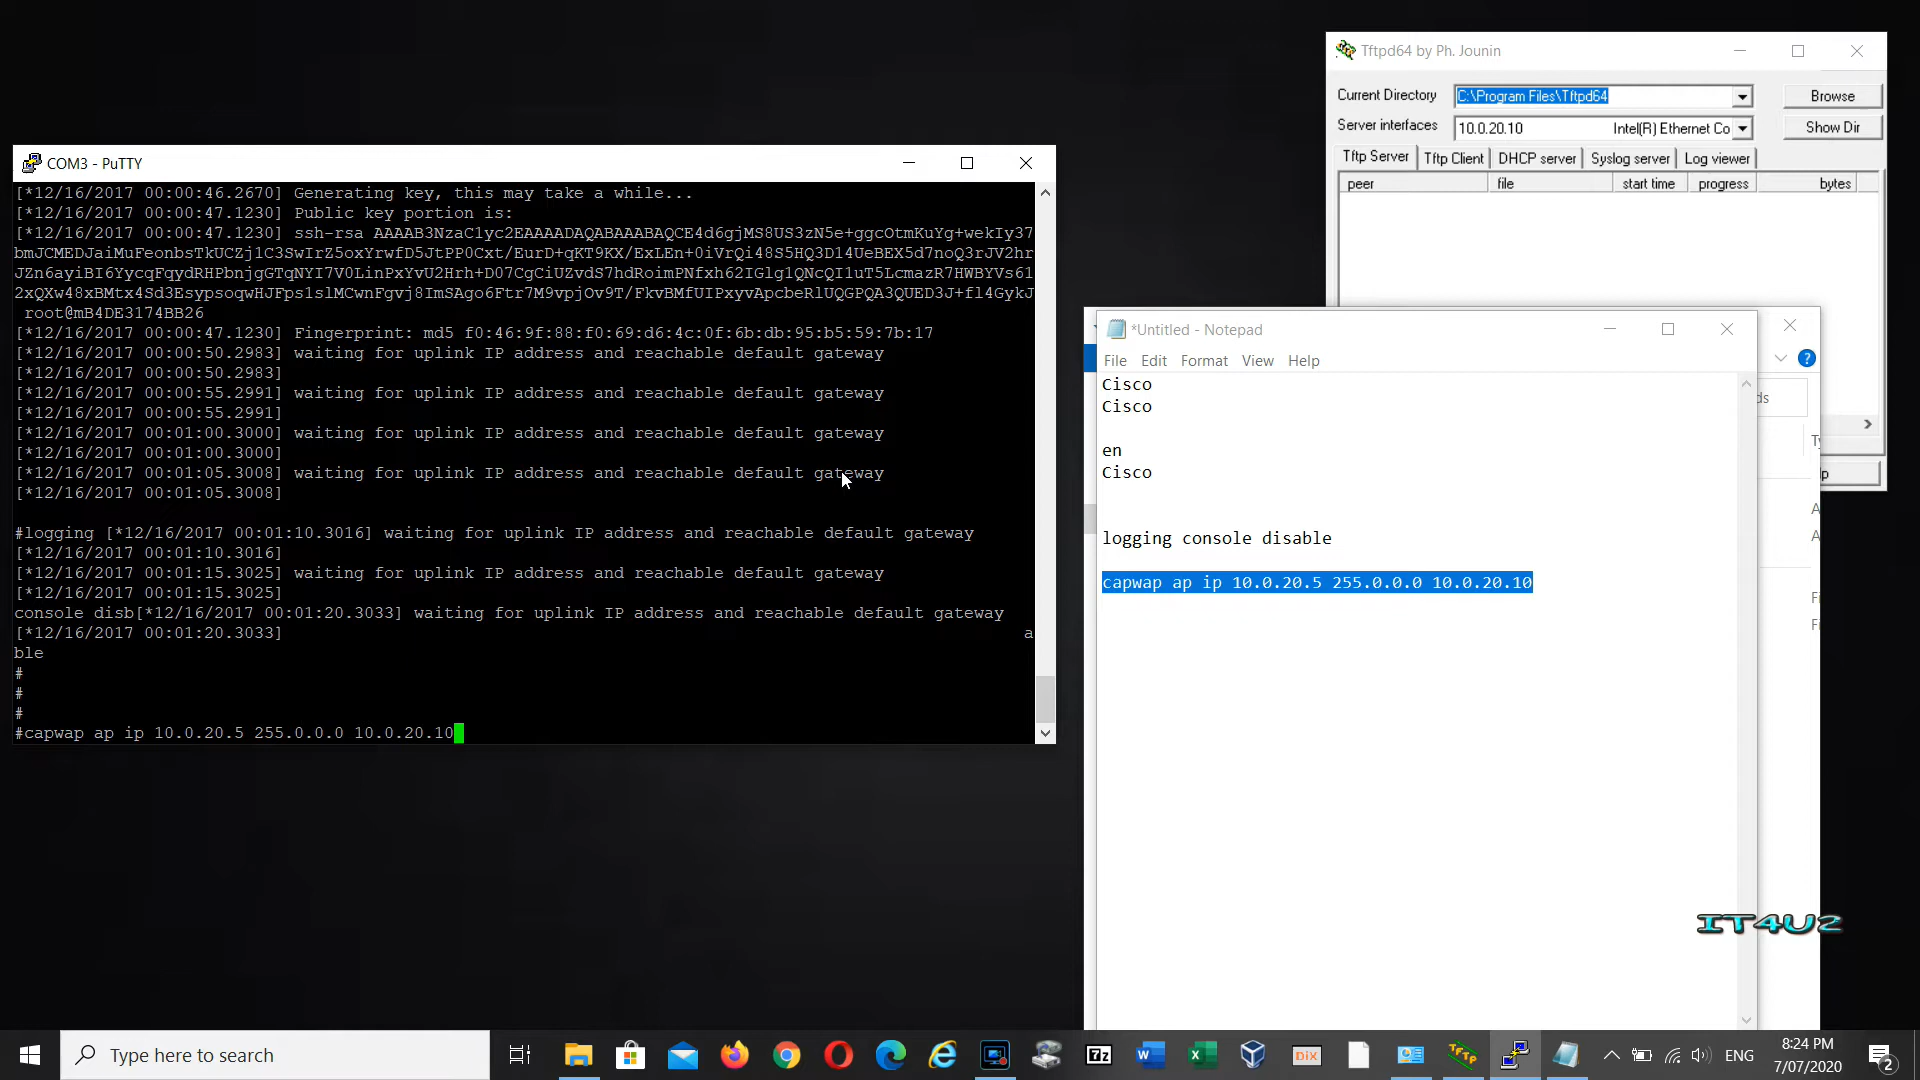 COM3 - PuTTY
[*12/16/2017 00:00:46.2670] Generating key, this may take a while...
[*12/16/2017 00:00:47.1230] Public key portion is:
[*12/16/2017 00:00:47.1230] ssh-rsa AAAAB3NzaC1yc2EAAAADAQABAAABAQCE4d6gjMS8US3zN5e+ggcOtmKuYg+wekIy37
bmJCMEDJaiMuFeonbsTkUCZj1C3SwIrZ5oxYrwfD5JtPP0Cxt/EurD+qKT9KX/ExLEn+0iVrQi48S5HQ3D14UeBEX5d7noQ3rJV2hr
JZn6ayiBI6YycqFqydRHPbnjgGTqNYI7V0LinPxYvU2Hrh+D07CgCiUZvdS7hdRoimPNfxh62IGlg1QNcQI1uT5LcmazR7HWBYVs61
2xQXw48xBMtx4Sd3EsypsoqwHJFps1slMCwnFgvj8ImSAgo6Ftr7M9vpjOv9T/FkvBMfUIPxyvApcbeRlUQGPQA3QUED3J+fl4GykJ
root@mB4DE3174BB26
[*12/16/2017 00:00:47.1230] Fingerprint: md5 f0:46:9f:88:f0:69:d6:4c:0f:6b:db:95:b5:59:7b:17
[*12/16/2017 00:00:50.2983] waiting for uplink IP address and reachable default gateway
[*12/16/2017 00:00:50.2983]
[*12/16/2017 00:00:55.2991] waiting for uplink IP address and reachable default gateway
[*12/16/2017 00:00:55.2991]
[*12/16/2017 00:01:00.3000] waiting for uplink IP address and reachable default gateway
[*12/16/2017 00:01:00.3000]
[*12/16/2017 00:01:05.3008] waiting for uplink IP address and reachable default gateway
[*12/16/2017 00:01:05.3008]
#logging [*12/16/2017 00:01:10.3016] waiting for uplink IP address and reachable default gateway
[*12/16/2017 00:01:10.3016]
[*12/16/2017 00:01:15.3025] waiting for uplink IP address and reachable default gateway
[*12/16/2017 00:01:15.3025]
console disb[*12/16/2017 00:01:20.3033] waiting for uplink IP address and reachable default gateway
[*12/16/2017 00:01:20.3033] a
ble
#
#
#
#capwap ap ip 10.0.20.5 255.0.0.0 10.0.20.10
Tftpd64 by Ph. Jounin
Current Directory C:\Program Files\Tftpd64 Browse
Server interfaces 10.0.20.10 Intel(R) Ethernet Co Show Dir
Tftp Server Tftp Client DHCP server Syslog server Log viewer
peer file start time progress bytes
*Untitled - Notepad
File Edit Format View Help
Cisco
Cisco
en
Cisco
logging console disable
capwap ap ip 10.0.20.5 255.0.0.0 10.0.20.10
IT4U2
Type here to search
7z
DiX
TFTP
ENG
8:24 PM
7/07/2020
2